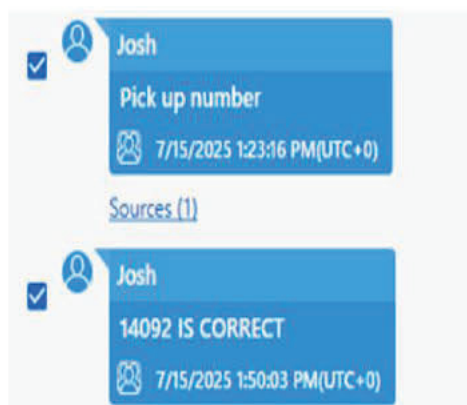 Josh
Pick up number
7/15/2025 1:23:16 PM(UTC+0)
Sources (1)
Josh
14092 IS CORRECT
7/15/2025 1:50:03 PM(UTC+0)